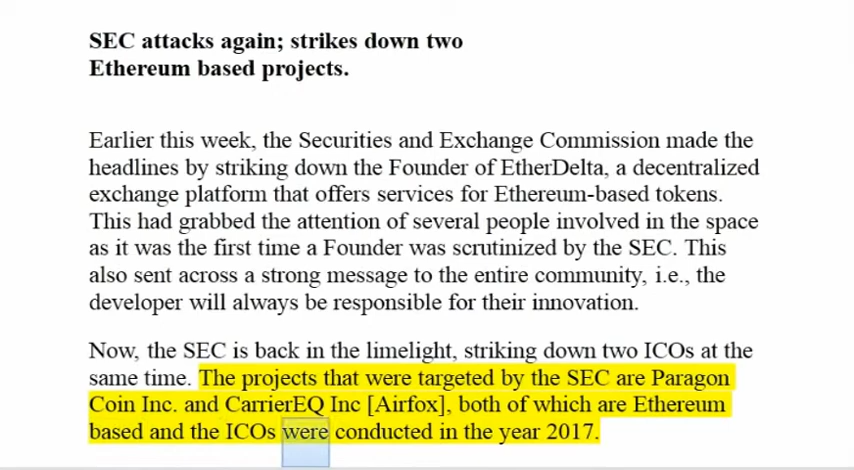 SEC attacks again; strikes down two
Ethereum based projects.
Earlier this week, the Securities and Exchange Commission made the
headlines by striking down the Founder of EtherDelta, a decentralized
exchange platform that offers services for Ethereum-based tokens.
This had grabbed the attention of several people involved in the space
as it was the first time a Founder was scrutinized by the SEC. This
also sent across a strong message to the entire community, i.e., the
developer will always be responsible for their innovation.
Now, the SEC is back in the limelight, striking down two ICOs at the
same time. The projects that were targeted by the SEC are Paragon
Coin Inc. and CarrierEQ Inc [Airfox], both of which are Ethereum
based and the ICOs were conducted in the year 2017.